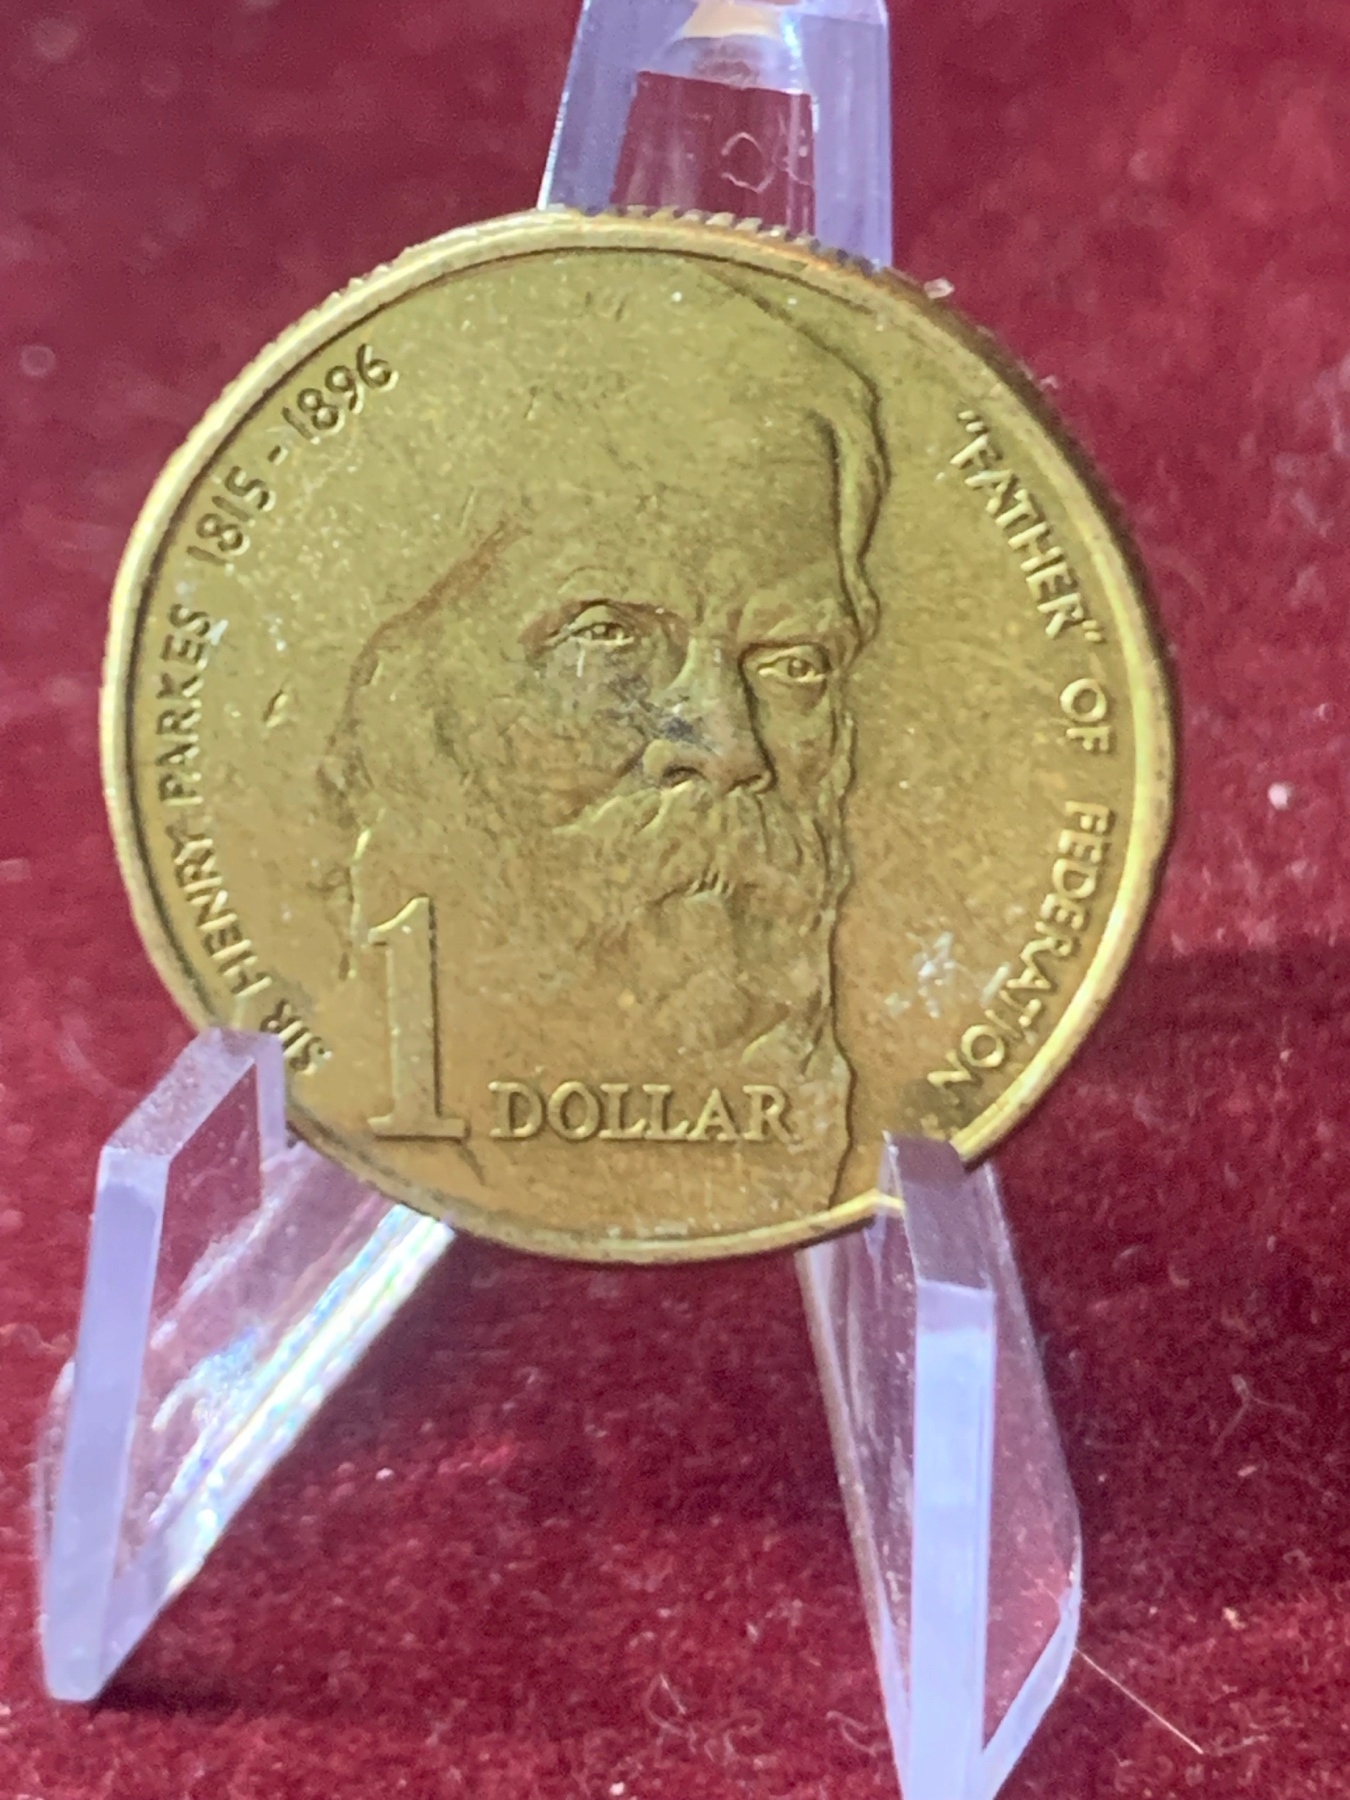 SIR HENRY PARKES 1815 - 1896
"FATHER" OF FEDERATION
1
DOLLAR